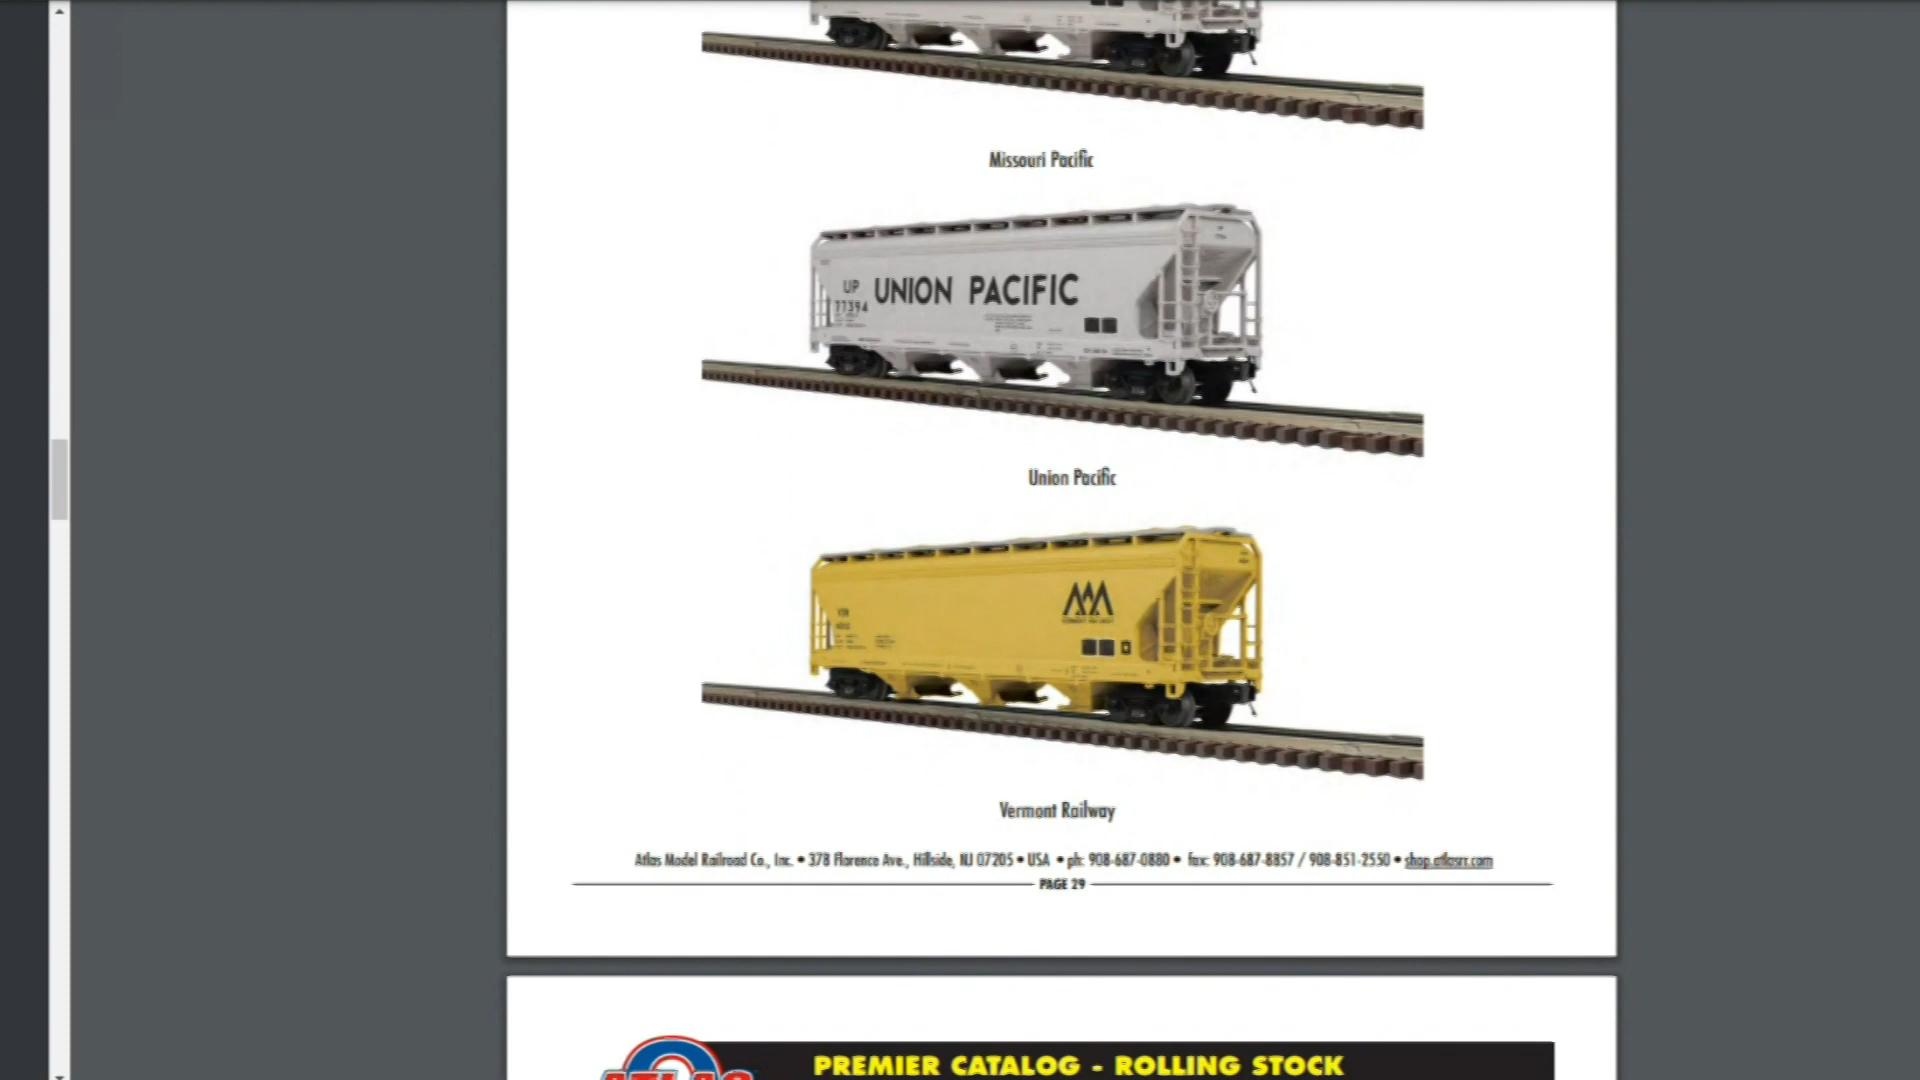 Missouri Pacific
UP UNION PACIFIC
77394
Union Pacific
Vermont Railway
Atlas Model Railroad Co., Inc. • 378 Florence Ave., Hillside, NJ 07205 • USA • ph: 908-687-0880 • fax: 908-687-8857 / 908-851-2550 • shop.atlasrr.com
PAGE 29
PREMIER CATALOG - ROLLING STOCK
ATLAS